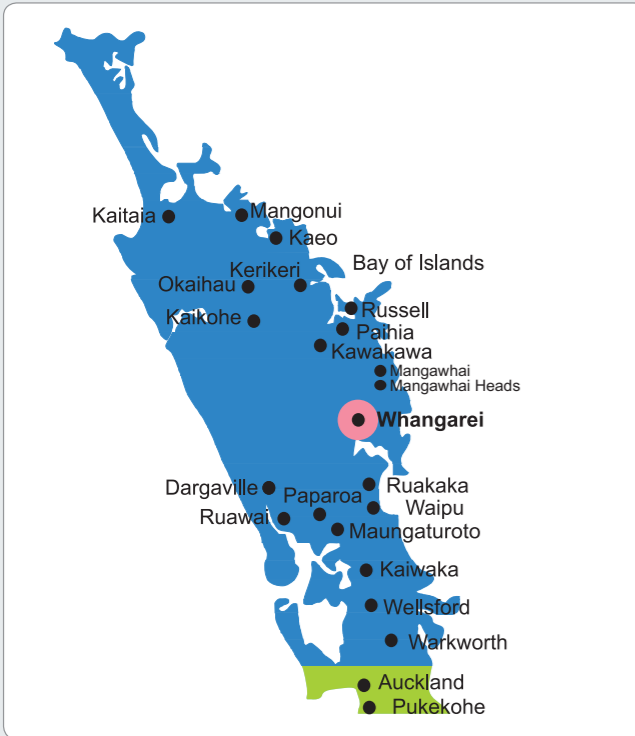 Kaitaia
Mangonui
Kaeo
Bay of Islands
Kerikeri
Okaihau
Russell
Kaikohe
Paihia
Kawakawa
Mangawhai
Mangawhai Heads
Whangarei
Dargaville
Ruakaka
Paparoa
Waipu
Ruawai
Maungaturoto
Kaiwaka
Wellsford
Warkworth
Auckland
Pukekohe